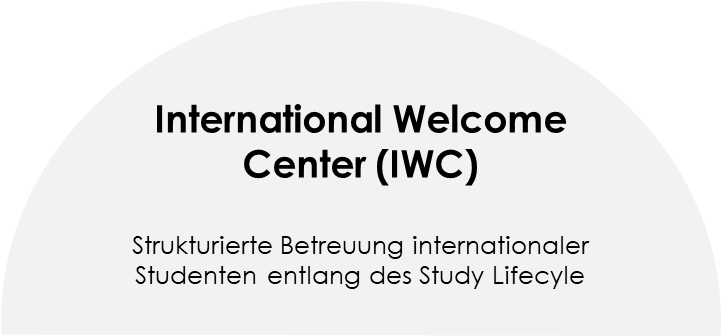 International Welcome
Center (IWC)
Strukturierte Betreuung internationaler
Studenten entlang des Study Lifecyle